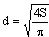 d = √(4S/π)